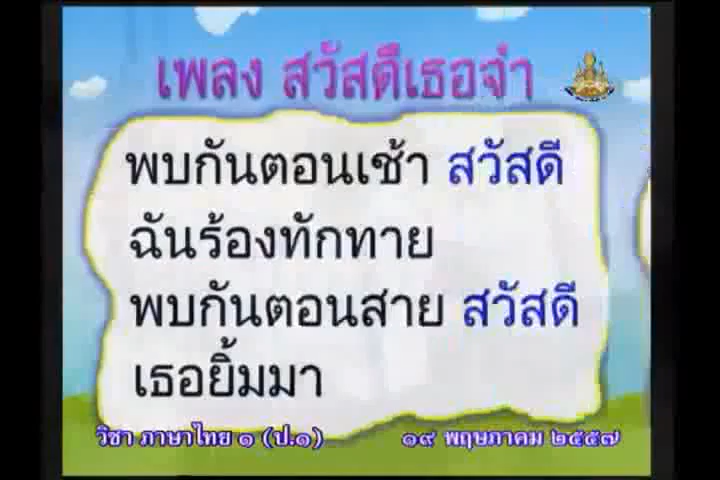 เพลง สวัสดีเธอจ๋า
พบกันตอนเช้า สวัสดี
ฉันร้องทักทาย
พบกันตอนสาย สวัสดี
เธอยิ้มมา
วิชา ภาษาไทย ๑ (ป.๑) ๑๙ พฤษภาคม ๒๕๕๗